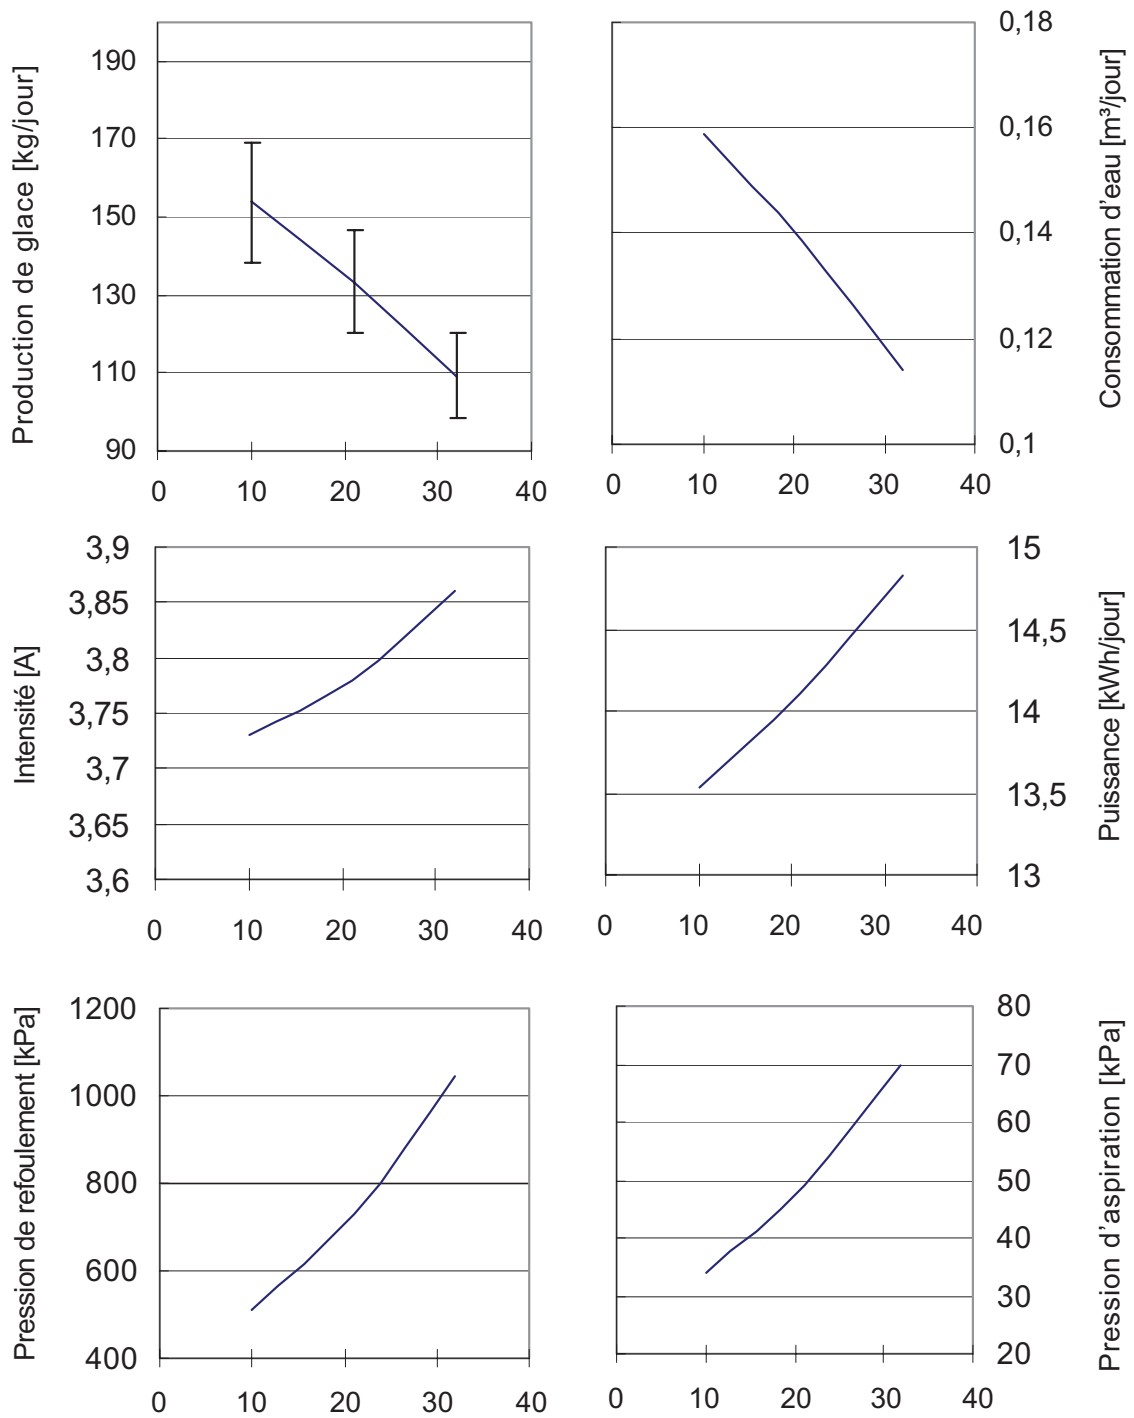 Production de glace [kg/jour]
190
170
150
130
110
90
0 10 20 30 40
0,18
0,16
0,14
0,12
0,1
0 10 20 30 40
Consommation d'eau [m³/jour]
Intensité [A]
3,9
3,85
3,8
3,75
3,7
3,65
3,6
0 10 20 30 40
15
14,5
14
13,5
13
0 10 20 30 40
Puissance [kWh/jour]
Pression de refoulement [kPa]
1200
1000
800
600
400
0 10 20 30 40
80
70
60
50
40
30
20
0 10 20 30 40
Pression d'aspiration [kPa]